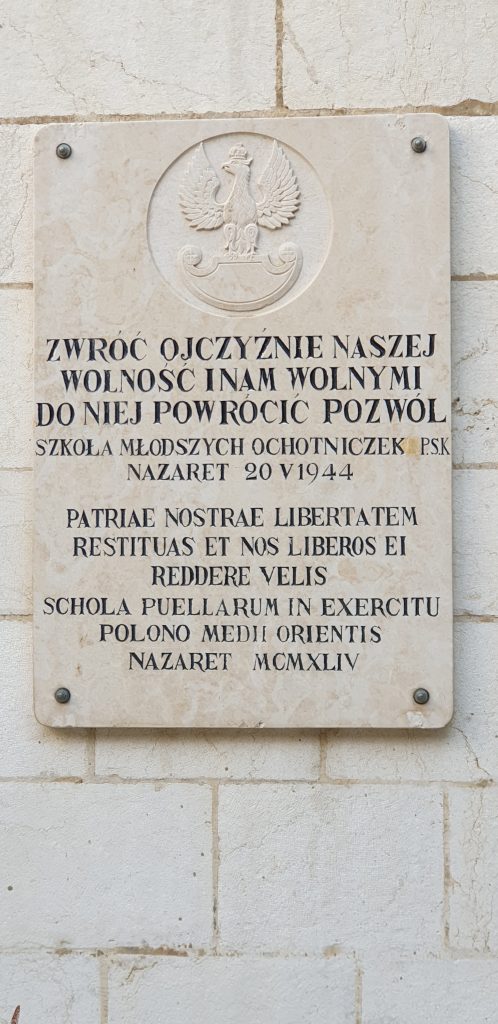 ZWRÓĆ OJCZYŹNIE NASZEJ
WOLNOŚĆ I NAM WOLNYMI
DO NIEJ POWRÓCIĆ POZWÓL
SZKOŁA MŁODSZYCH OCHOTNICZEK P.S.K
NAZARET 20 V 1944
PATRIAE NOSTRAE LIBERTATEM
RESTITUAS ET NOS LIBEROS EI
REDDERE VELIS
SCHOLA PUELLARUM IN EXERCITU
POLONO MEDII ORIENTIS
NAZARET MCMXLIV